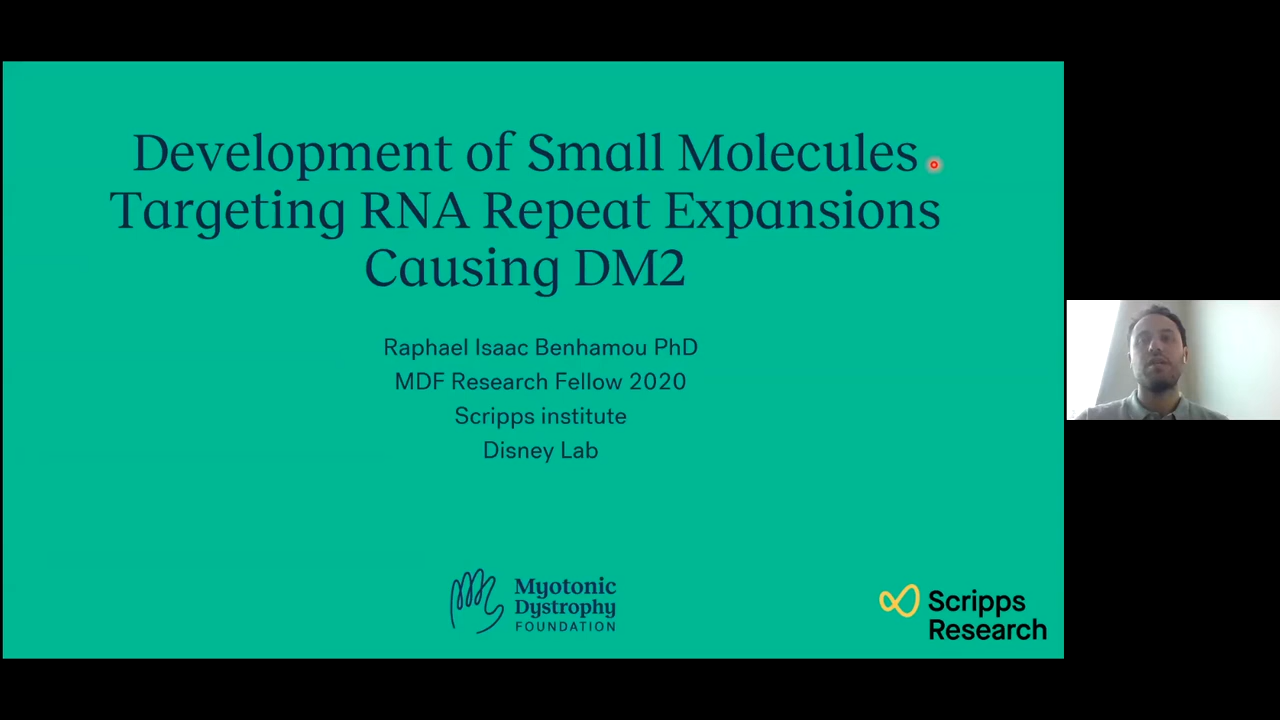 Development of Small Molecules
Targeting RNA Repeat Expansions
Causing DM2
Raphael Isaac Benhamou PhD
MDF Research Fellow 2020
Scripps institute
Disney Lab
Myotonic
Dystrophy
FOUNDATION
Scripps
Research